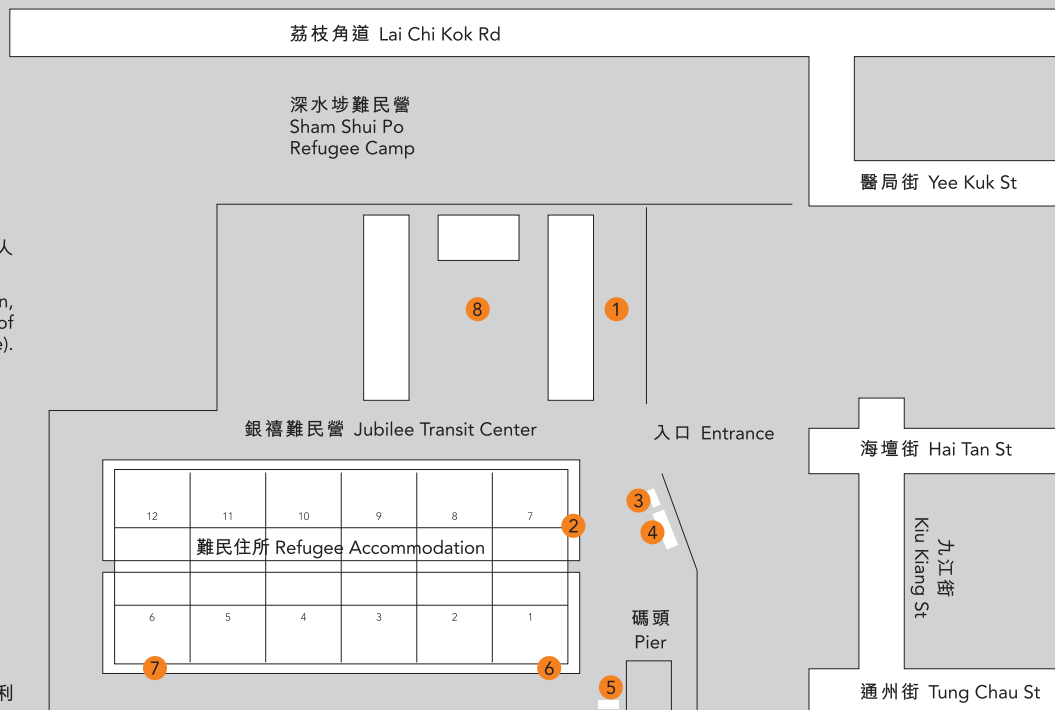 荔枝角道 Lai Chi Kok Rd
深水埗難民營
Sham Shui Po
Refugee Camp
醫局街 Yee Kuk St
人
n,
of
e).
8
1
銀禧難民營 Jubilee Transit Center
入口 Entrance
海壇街 Hai Tan St
3
4
2
12 11 10 9 8 7
難民住所 Refugee Accommodation
九江街
Kiu Kiang St
6 5 4 3 2 1
碼頭
Pier
7
6
5
利
通州街 Tung Chau St